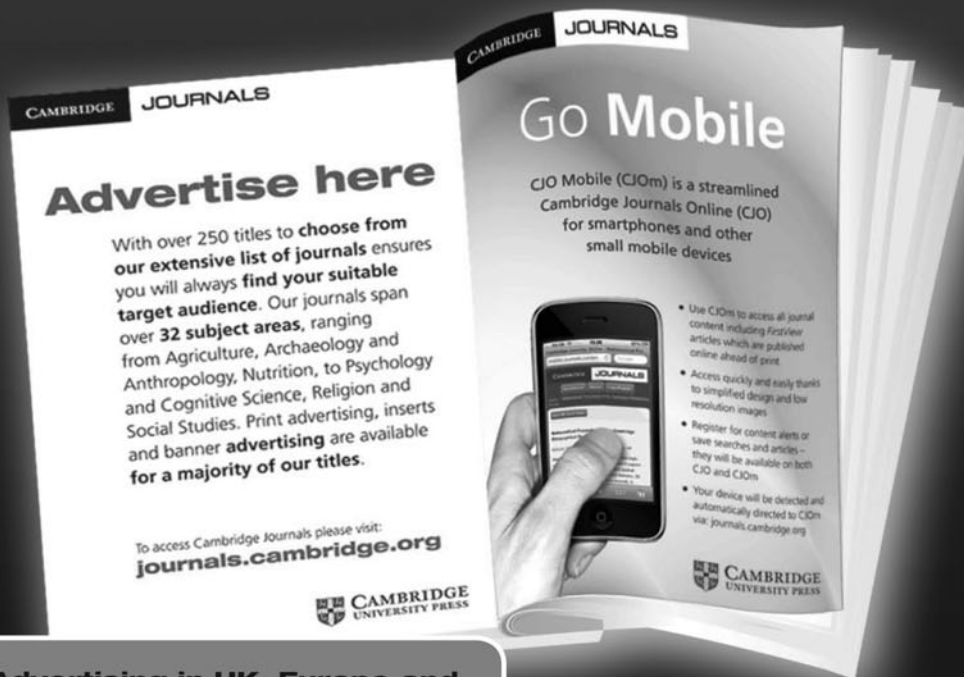 CAMBRIDGE JOURNALS
Advertise here
With over 250 titles to choose from
our extensive list of journals ensures
you will always find your suitable
target audience. Our journals span
over 32 subject areas, ranging
from Agriculture, Archaeology and
Anthropology, Nutrition, to Psychology
and Cognitive Science, Religion and
Social Studies. Print advertising, inserts
and banner advertising are available
for a majority of our titles.
To access Cambridge Journals please visit:
journals.cambridge.org
CAMBRIDGE
UNIVERSITY PRESS
CAMBRIDGE JOURNALS
Go Mobile
CJO Mobile (CJOm) is a streamlined
Cambridge Journals Online (CJO)
for smartphones and other
small mobile devices
• Use CJOm to access all journal
content including FirstView
articles which are published
online ahead of print
• Access quickly and easily thanks
to simplified design and low
resolution images
• Register for content alerts or
save searches and articles –
they will be available on both
CJO and CJOm
• Your device will be detected and
automatically directed to CJOm
via: journals.cambridge.org
CAMBRIDGE JOURNALS
CAMBRIDGE
UNIVERSITY PRESS
Advertising in UK, Europe and